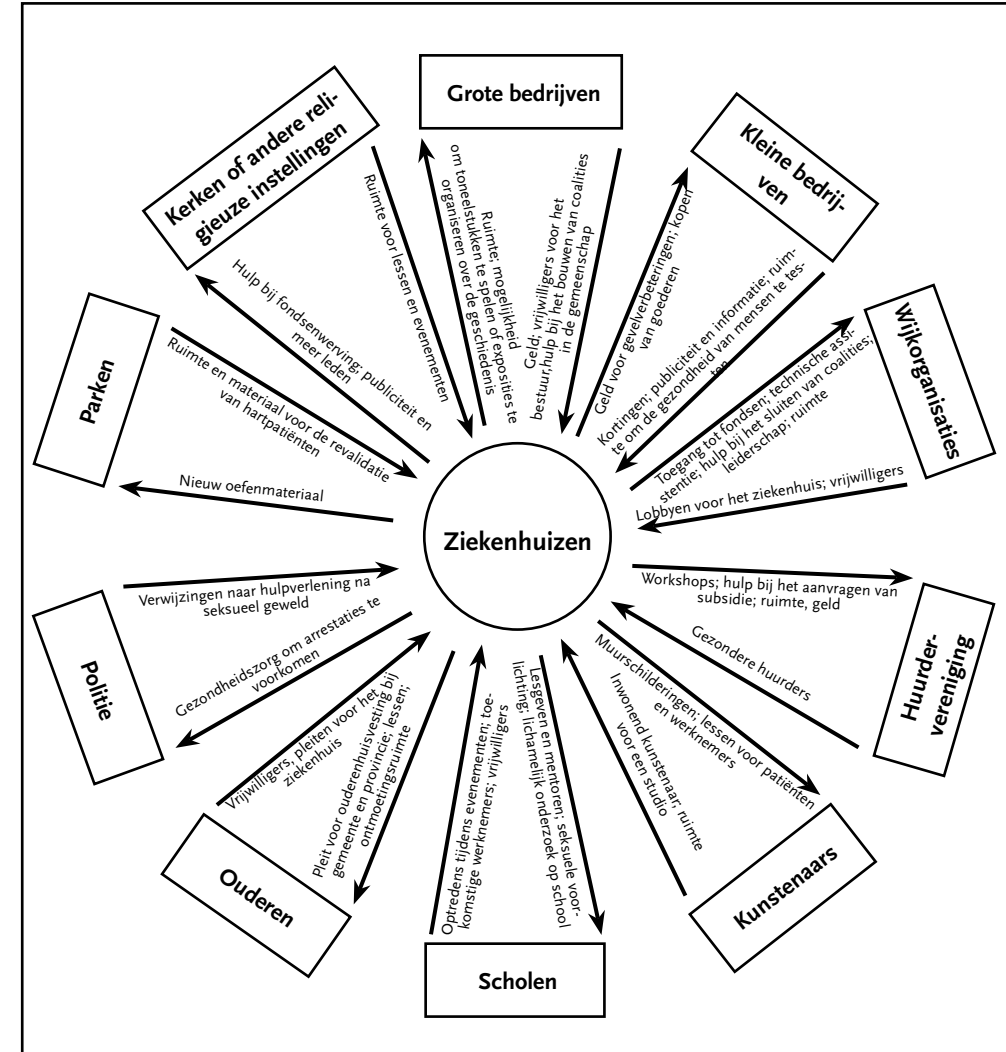 Grote bedrijven
Ruimte; mogelijkheid
om toneelstukken te spelen of exposities te
organiseren over de geschiedenis
Geld; vrijwilligers voor het
bestuur,hulp bij het bouwen van coalities
in de gemeenschap
Kleine bedrij-
ven
Geld voor gevelverbeteringen; kopen
van goederen
Kortingen; publiciteit en informatie; ruim-
te om de gezondheid van mensen te tes-
ten
Wijkorganisaties
Toegang tot fondsen; technische assi-
stentie; hulp bij het sluiten van coalities;
leiderschap; ruimte
Lobbyen voor het ziekenhuis; vrijwilligers
Huurder-
vereniging
Workshops; hulp bij het aanvragen van
subsidie; ruimte, geld
Gezondere huurders
Kunstenaars
Muurschilderingen; lessen voor patiënten
en werknemers
Inwonend kunstenaar; ruimte
voor een studio
Scholen
Lesgeven en mentoren; seksuele voor-
lichting; lichamelijk onderzoek op school
Optredens tijdens evenementen; toe-
komstige werknemers; vrijwilligers
Ouderen
Pleit voor ouderenhuisvesting bij
gemeente en provincie; lessen;
ontmoetingsruimte
Vrijwilligers, pleiten voor het
ziekenhuis
Politie
Gezondheidszorg om arrestaties te
voorkomen
Verwijzingen naar hulpverlening na
seksueel geweld
Parken
Nieuw oefenmateriaal
Ruimte en materiaal voor de revalidatie
van hartpatiënten
Kerken of andere reli-
gieuze instellingen
Hulp bij fondsenwerving; publiciteit en
meer leden
Ruimte voor lessen en evenementen
Ziekenhuizen